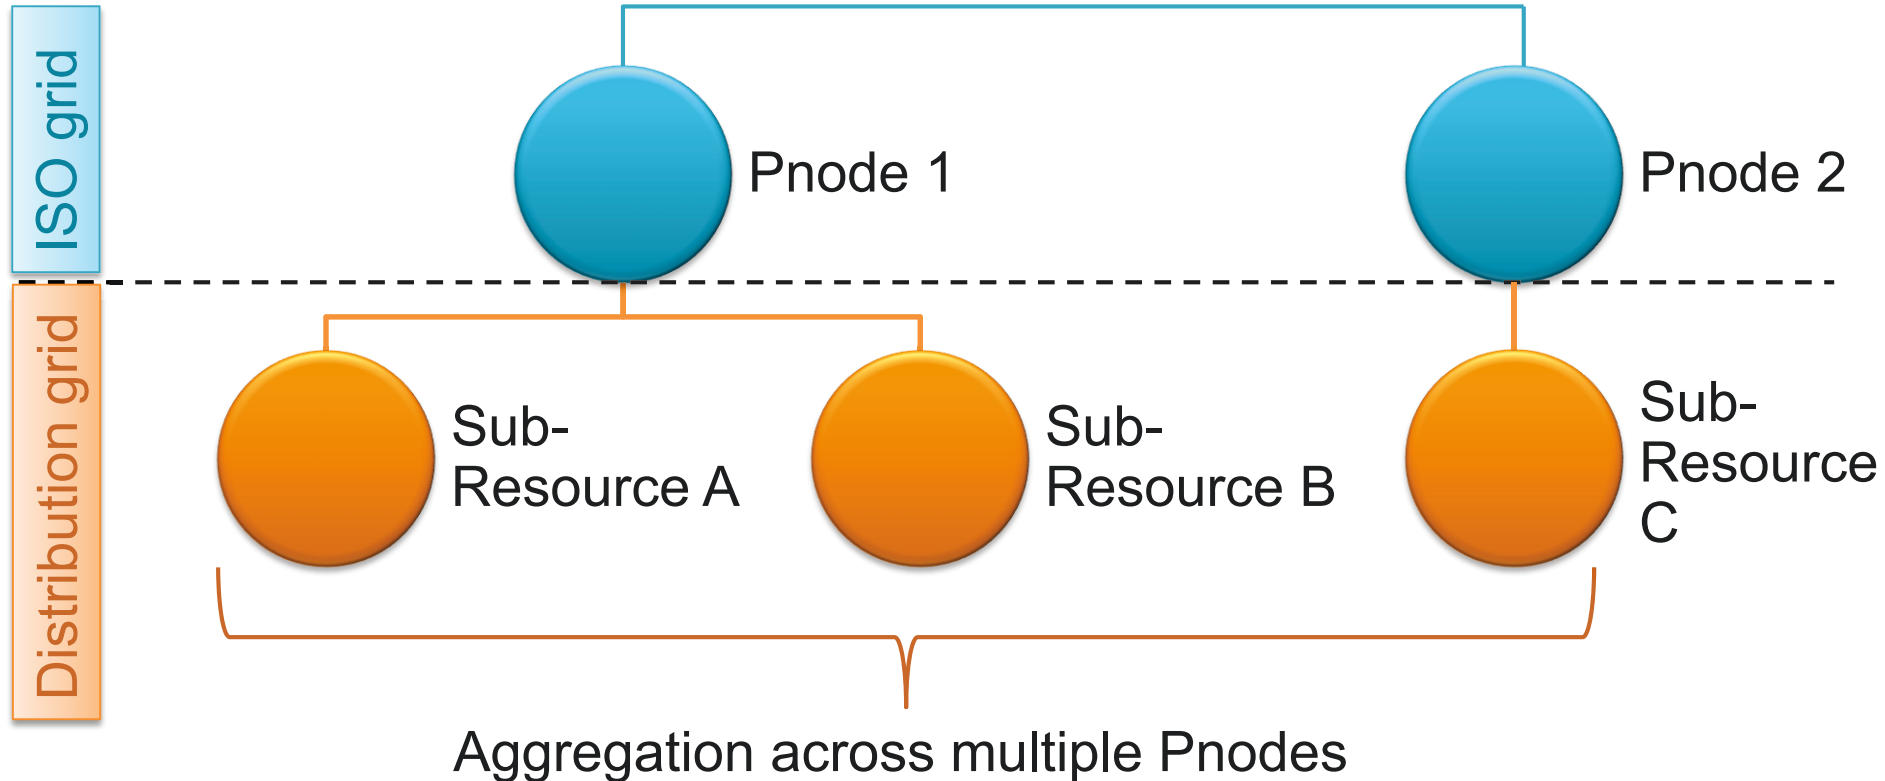 ISO grid
Pnode 1
Pnode 2
Distribution grid
Sub-
Resource A
Sub-
Resource B
Sub-
Resource
C
Aggregation across multiple Pnodes